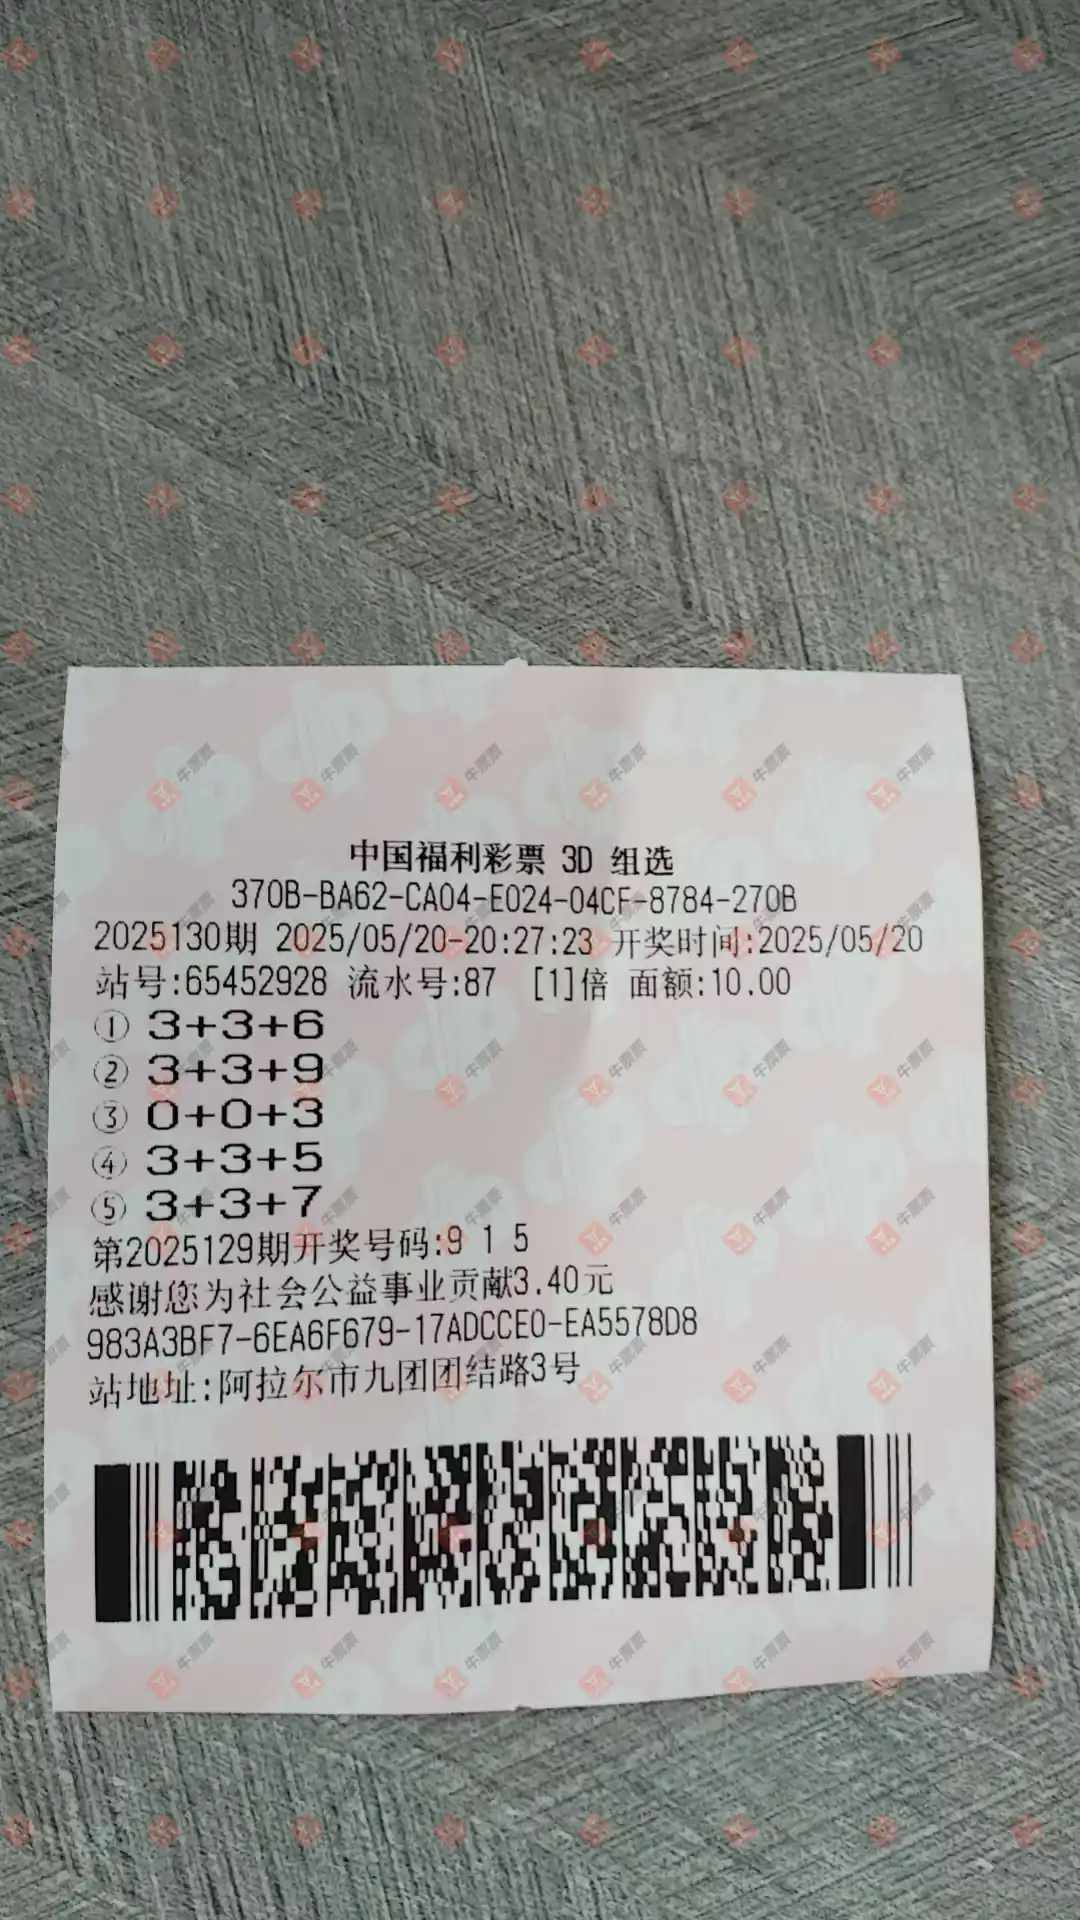 中国福利彩票 3D 组选
370B-BA62-CA04-E024-04CF-8784-270B
2025130期 2025/05/20-20:27:23 开奖时间:2025/05/20
站号:65452928 流水号:87 [1]倍 面额:10.00
① 3+3+6
② 3+3+9
③ 0+0+3
④ 3+3+5
⑤ 3+3+7
第2025129期开奖号码:9 1 5
感谢您为社会公益事业贡献3.40元
983A3BF7-6EA6F679-17ADCCE0-EA5578D8
站地址:阿拉尔市九团团结路3号
牛票票